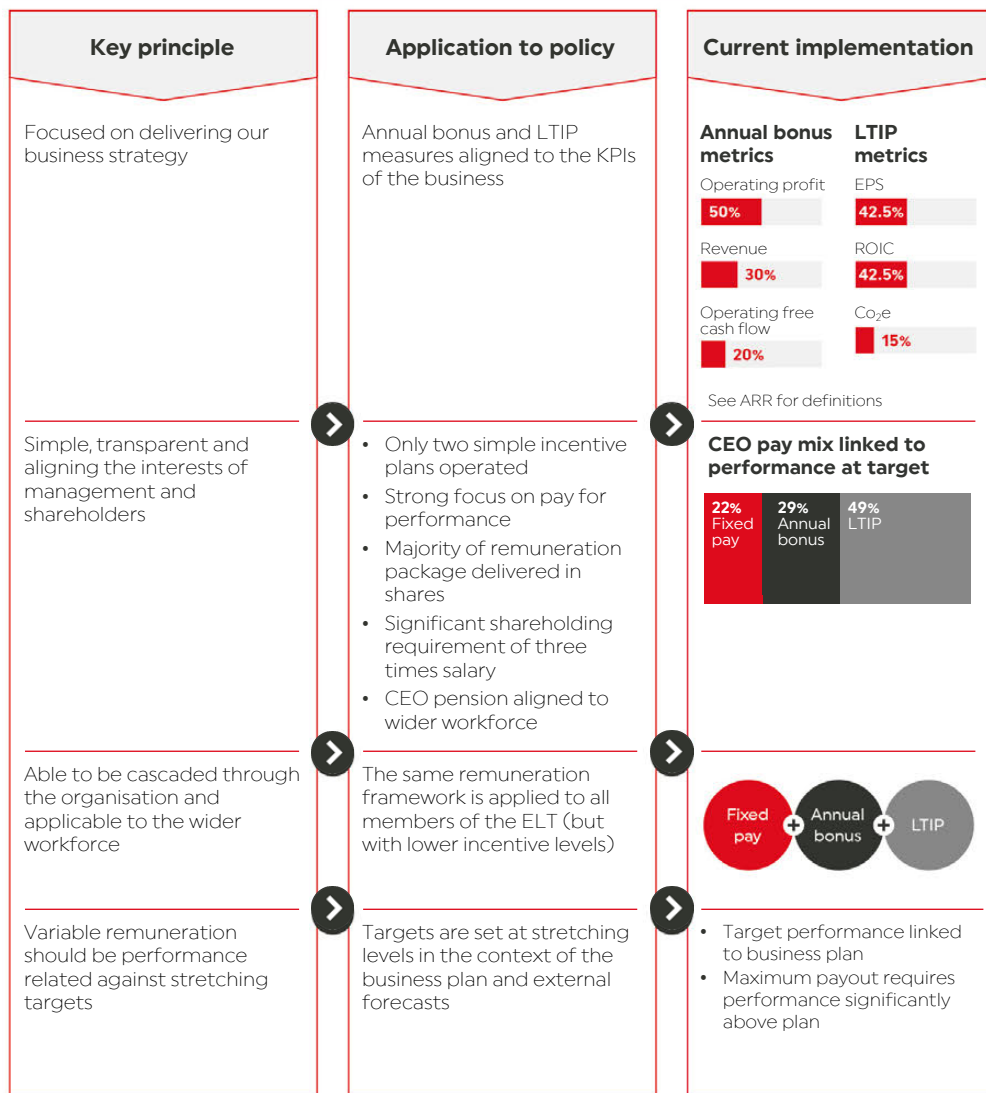 Key principle
Application to policy
Current implementation
Focused on delivering our
business strategy
Annual bonus and LTIP
measures aligned to the KPIs
of the business
Annual bonus
metrics
Operating profit
50%
Revenue
30%
Operating free
cash flow
20%
LTIP
metrics
EPS
42.5%
ROIC
42.5%
Co₂e
15%
See ARR for definitions
Simple, transparent and
aligning the interests of
management and
shareholders
• Only two simple incentive
plans operated
• Strong focus on pay for
performance
• Majority of remuneration
package delivered in
shares
• Significant shareholding
requirement of three
times salary
• CEO pension aligned to
wider workforce
CEO pay mix linked to
performance at target
22%
Fixed
pay
29%
Annual
bonus
49%
LTIP
Able to be cascaded through
the organisation and
applicable to the wider
workforce
The same remuneration
framework is applied to all
members of the ELT (but
with lower incentive levels)
Fixed
pay
+
Annual
bonus
+
LTIP
Variable remuneration
should be performance
related against stretching
targets
Targets are set at stretching
levels in the context of the
business plan and external
forecasts
• Target performance linked
to business plan
• Maximum payout requires
performance significantly
above plan